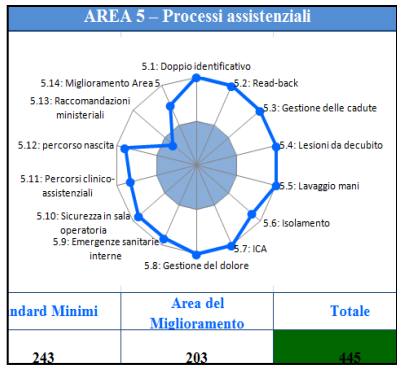 AREA 5 – Processi assistenziali
5.1: Doppio identificativo
5.2: Read-back
5.3: Gestione delle cadute
5.4: Lesioni da decubito
5.5: Lavaggio mani
5.6: Isolamento
5.7: ICA
5.8: Gestione del dolore
5.9: Emergenze sanitarie
interne
5.10: Sicurezza in sala
operatoria
5.11: Percorsi clinico-
assistenziali
5.12: percorso nascita
5.13: Raccomandazioni
ministeriali
5.14: Miglioramento Area 5
ndard Minimi
Area del
Miglioramento
Totale
243
203
445